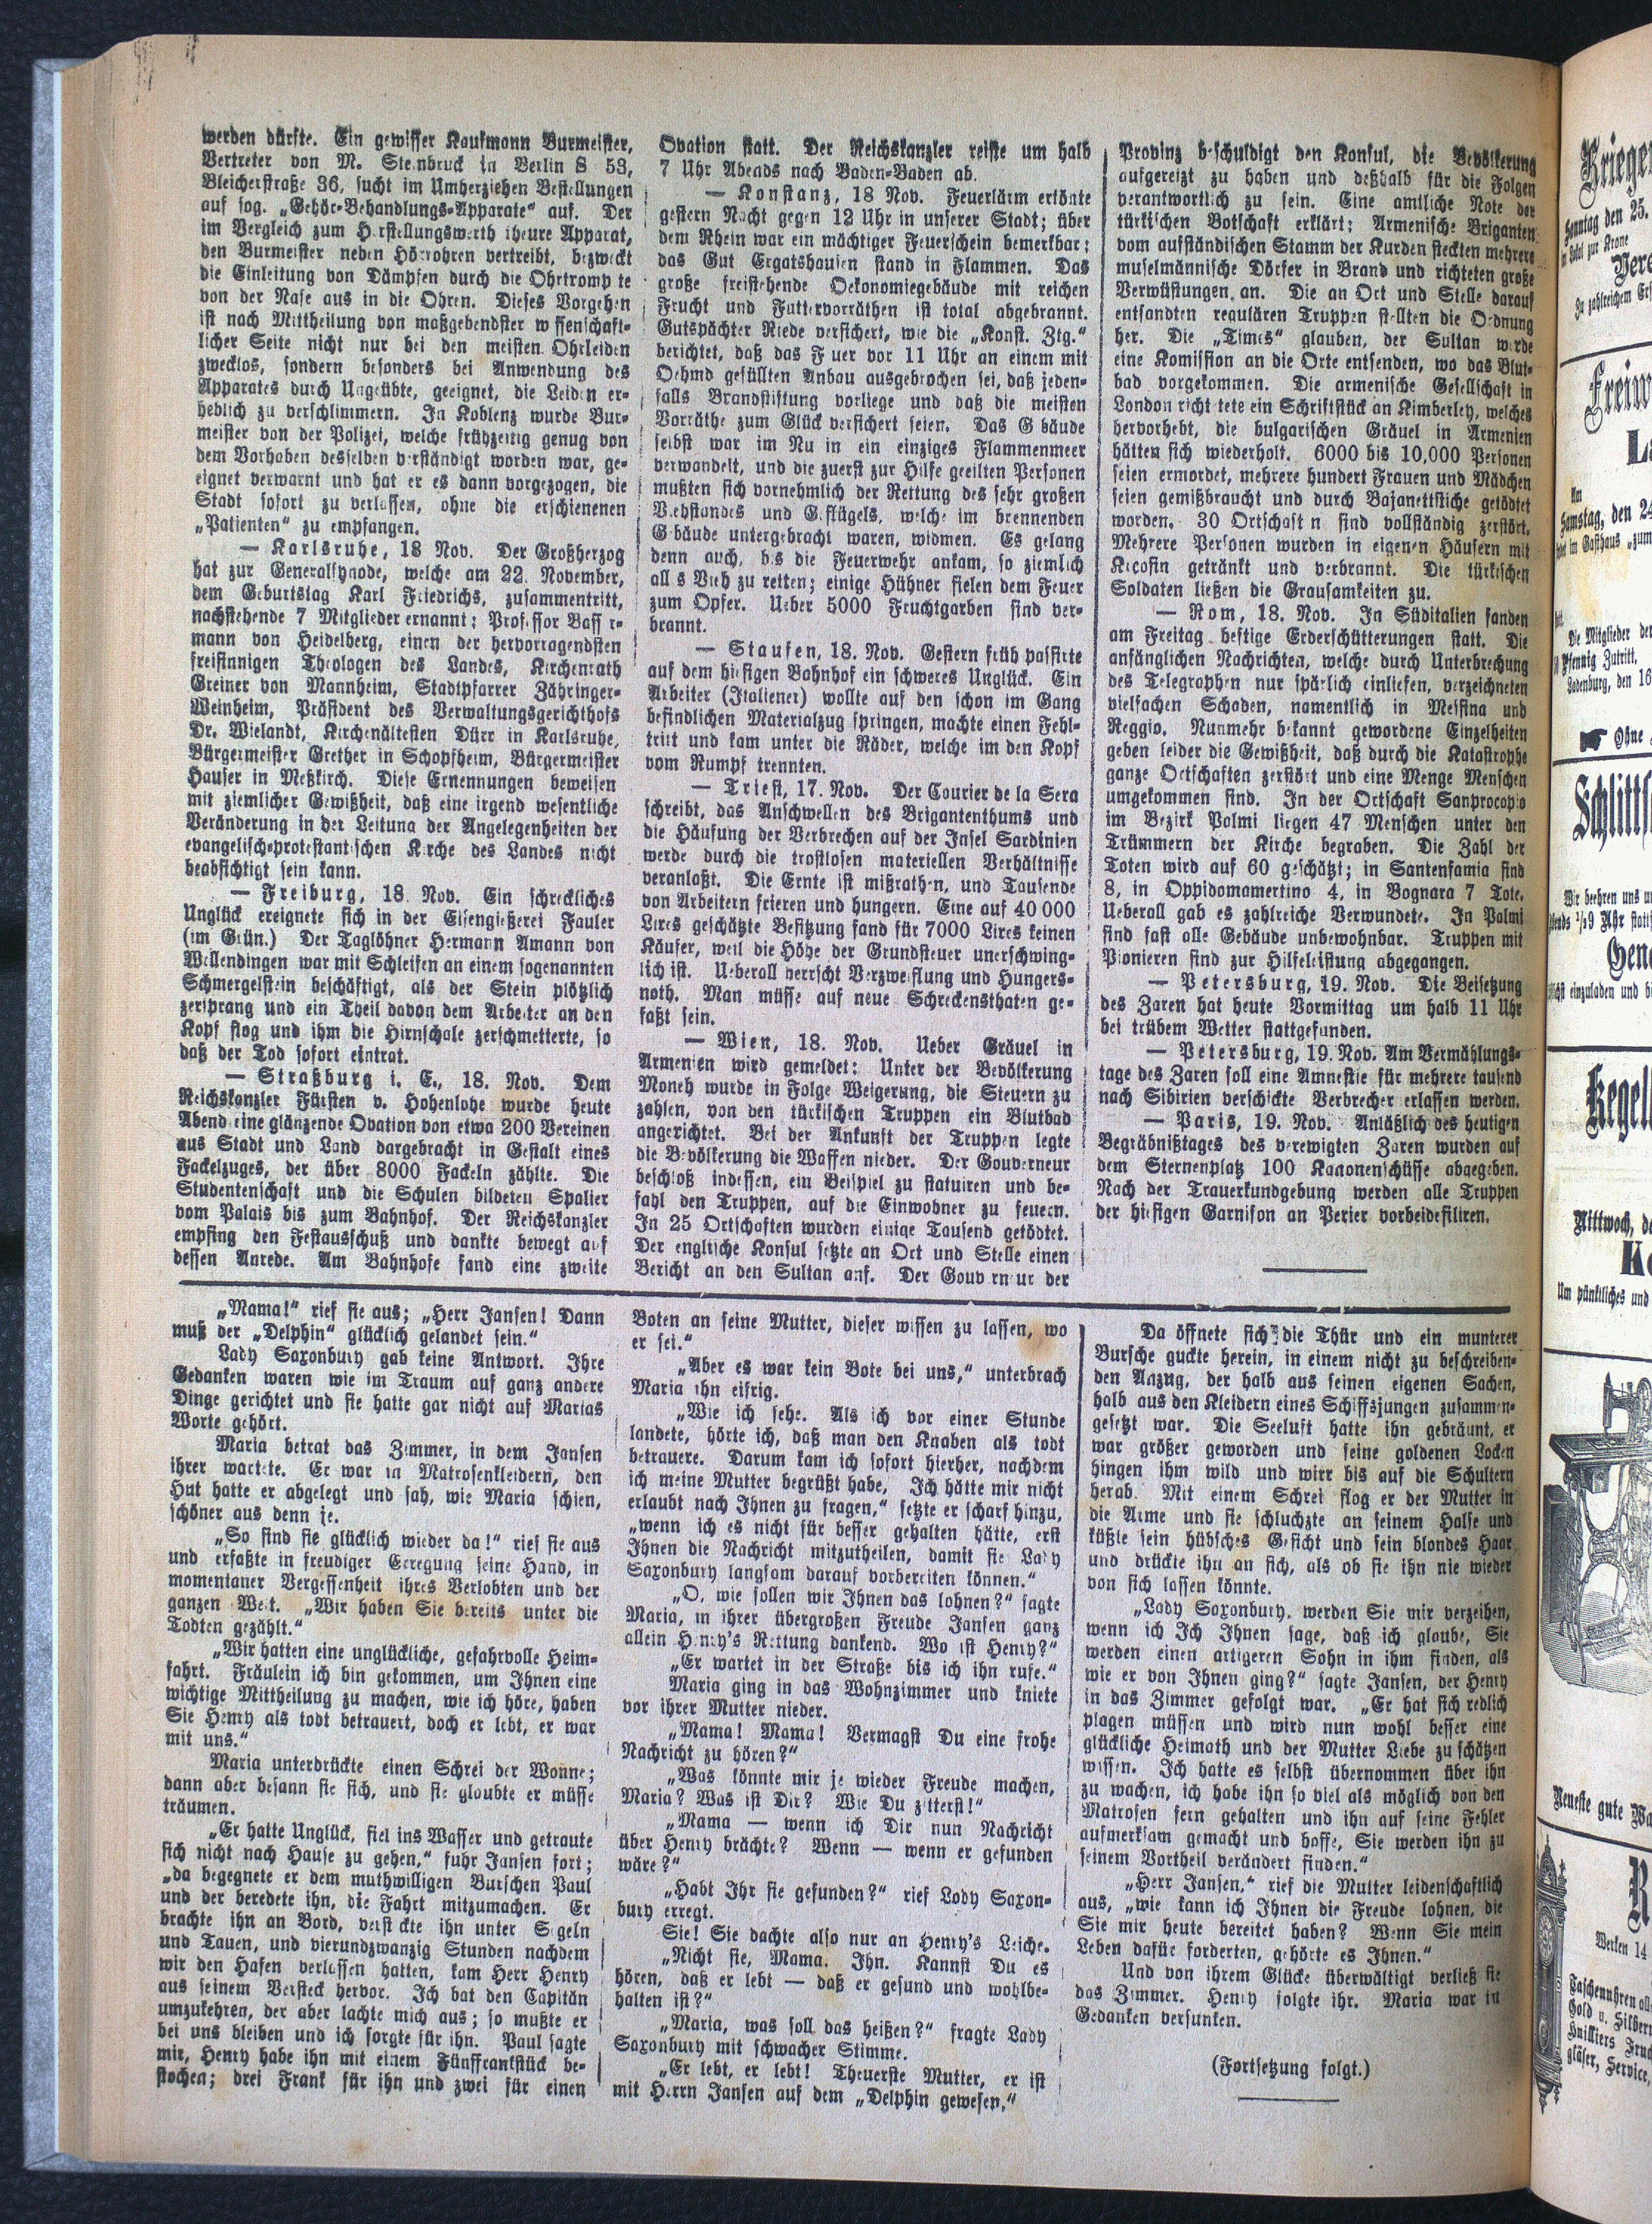 werden dürfte. Ein gewisser Kaufmann Burmeister,
Vertreter von M. Steinbruck in Berlin S 53,
Bleicherstraße 36, sucht im Umherziehen Bestellungen
auf sog. „Gehör-Behandlungs-Apparate“ auf. Der
im Vergleich zum Herstellungswerth theure Apparat,
den Burmeister neben Hörrohren vertreibt, bezweckt
die Einleitung von Dämpfen durch die Ohrtrompete
von der Nase aus in die Ohren. Dieses Vorgehen
ist nach Mittheilung von maßgebendster wissenschaft-
licher Seite nicht nur bei den meisten Ohrleiden
zwecklos, sondern besonders bei Anwendung des
Apparates durch Ungeübte, geeignet, die Leiden er-
heblich zu verschlimmern. In Koblenz wurde Bur-
meister von der Polizei, welche frühzeitig genug von
dem Vorhaben desselben verständigt worden war, ge-
eignet verwarnt und hat er es dann vorgezogen, die
Stadt sofort zu verlassen, ohne die erschienenen
„Patienten“ zu empfangen.
— Karlsruhe, 18 Nov. Der Großherzog
hat zur Generalsynode, welche am 22. November,
dem Geburtstag Karl Friedrichs, zusammentritt,
nachstehende 7 Mitglieder ernannt: Professor Basser-
mann von Heidelberg, einen der hervorragendsten
freisinnigen Theologen des Landes, Kirchenrath
Greiner von Mannheim, Stadtpfarrer Zähringer-
Weinheim, Präsident des Verwaltungsgerichthofs
Dr. Wielandt, Kirchenältesten Dürr in Karlsruhe,
Bürgermeister Grether in Schopfheim, Bürgermeister
Hauser in Meßkirch. Diese Ernennungen beweisen
mit ziemlicher Gewißheit, daß eine irgend wesentliche
Veränderung in der Leitung der Angelegenheiten der
evangelisch-protestantischen Kirche des Landes nicht
beabsichtigt sein kann.
— Freiburg, 18. Nov. Ein schreckliches
Unglück ereignete sich in der Eisengießerei Fauler
(im Grün.) Der Taglöhner Hermann Amann von
Wellendingen war mit Schleifen an einem sogenannten
Schmergelstein beschäftigt, als der Stein plötzlich
zersprang und ein Theil davon dem Arbeiter an den
Kopf flog und ihm die Hirnschale zerschmetterte, so
daß der Tod sofort eintrat.
— Straßburg i. E., 18. Nov. Dem
Reichskanzler Fürsten v. Hohenlohe wurde heute
Abend eine glänzende Ovation von etwa 200 Vereinen
aus Stadt und Land dargebracht in Gestalt eines
Fackelzuges, der über 8000 Fackeln zählte. Die
Studentenschaft und die Schulen bildeten Spalier
vom Palais bis zum Bahnhof. Der Reichskanzler
empfing den Festausschuß und dankte bewegt auf
dessen Anrede. Am Bahnhofe fand eine zweite
Ovation statt. Der Reichskanzler reiste um halb
7 Uhr Abends nach Baden-Baden ab.
— Konstanz, 18 Nov. Feuerlärm ertönte
gestern Nacht gegen 12 Uhr in unserer Stadt; über
dem Rhein war ein mächtiger Feuerschein bemerkbar:
das Gut Ergatshausen stand in Flammen. Das
große freistehende Oekonomiegebäude mit reichen
Frucht und Futtervorräthen ist total abgebrannt.
Gutspächter Riede versichert, wie die „Konst. Ztg.“
berichtet, daß das Feuer vor 11 Uhr an einem mit
Oehmd gefüllten Anbau ausgebrochen sei, daß jeden-
falls Brandstiftung vorliege und daß die meisten
Vorräthe zum Glück versichert seien. Das Gebäude
selbst war im Nu in ein einziges Flammenmeer
verwandelt, und die zuerst zur Hilfe geeilten Personen
mußten sich vornehmlich der Rettung des sehr großen
Viehstandes und Geflügels, welche im brennenden
Gebäude untergebracht waren, widmen. Es gelang
denn auch, bis die Feuerwehr ankam, so ziemlich
alles Vieh zu retten; einige Hühner fielen dem Feuer
zum Opfer. Ueber 5000 Fruchtgarben sind ver-
brannt.
— Staufen, 18. Nov. Gestern früh passirte
auf dem hiesigen Bahnhof ein schweres Unglück. Ein
Arbeiter (Italiener) wollte auf den schon im Gang
befindlichen Materialzug springen, machte einen Fehl-
tritt und kam unter die Räder, welche im den Kopf
vom Rumpf trennten.
— Triest, 17. Nov. Der Courier de la Sera
schreibt, das Anschwellen des Brigantenthums und
die Häufung der Verbrechen auf der Insel Sardinien
werde durch die trostlosen materiellen Verhältnisse
veranlaßt. Die Ernte ist mißrathen, und Tausende
von Arbeitern frieren und hungern. Eine auf 40 000
Lires geschätzte Besitzung fand für 7000 Lires keinen
Käufer, weil die Höhe der Grundsteuer unerschwing-
lich ist. Ueberall herrscht Verzweiflung und Hungers-
noth. Man müsse auf neue Schreckensthaten ge-
faßt sein.
— Wien, 18. Nov. Ueber Gräuel in
Armenien wird gemeldet: Unter der Bevölkerung
Moneh wurde in Folge Weigerung, die Steuern zu
zahlen, von den türkischen Truppen ein Blutbad
angerichtet. Bei der Ankunft der Truppen legte
die Bevölkerung die Waffen nieder. Der Gouverneur
beschloß indessen, ein Beispiel zu statuiren und be-
fahl den Truppen, auf die Einwohner zu feuern.
In 25 Ortschaften wurden einige Tausend getödtet.
Der englische Konsul setzte an Ort und Stelle einen
Bericht an den Sultan auf. Der Gouverneur der
Provinz beschuldigt den Konsul, die Bevölkerung
aufgereizt zu haben und deßhalb für die Folgen
verantwortlich zu sein. Eine amtliche Note der
türkischen Botschaft erklärt: Armenische Briganten
vom aufständischen Stamm der Kurden steckten mehrere
muselmännische Dörfer in Brand und richteten große
Verwüstungen an. Die an Ort und Stelle darauf
entsandten regulären Truppen stellten die Ordnung
her. Die „Times“ glauben, der Sultan werde
eine Komission an die Orte entsenden, wo das Blut-
bad vorgekommen. Die armenische Gesellschaft in
London richtete ein Schriftstück an Kimberley, welches
hervorhebt, die bulgarischen Gräuel in Armenien
hätten sich wiederholt. 6000 bis 10,000 Personen
seien ermordet, mehrere hundert Frauen und Mädchen
seien gemißbraucht und durch Bajanettstiche getödtet
worden. 30 Ortschaften sind vollständig zerstört.
Mehrere Personen wurden in eigenen Häusern mit
Kerosin getränkt und verbrannt. Die türkischen
Soldaten ließen die Grausamkeiten zu.
— Rom, 18. Nov. In Süditalien fanden
am Freitag heftige Erderschütterungen statt. Die
anfänglichen Nachrichten, welche durch Unterbrechung
des Telegraphen nur spärlich einliefen, verzeichneten
vielfachen Schaden, namentlich in Messina und
Reggio. Nunmehr bekannt gewordene Einzelheiten
geben leider die Gewißheit, daß durch die Katastrophe
ganze Ortschaften zerstört und eine Menge Menschen
umgekommen sind. In der Ortschaft Sanprocopio
im Bezirk Palmi liegen 47 Menschen unter den
Trümmern der Kirche begraben. Die Zahl der
Toten wird auf 60 geschätzt; in Santenfamia sind
8, in Oppidomamertino 4, in Bognara 7 Tote.
Ueberall gab es zahlreiche Verwundete. In Palmi
sind fast alle Gebäude unbewohnbar. Truppen mit
Pionieren sind zur Hilfeleistung abgegangen.
— Petersburg, 19. Nov. Die Beisetzung
des Zaren hat heute Vormittag um halb 11 Uhr
bei trübem Wetter stattgefunden.
— Petersburg, 19. Nov. Am Vermählungs-
tage des Zaren soll eine Amnestie für mehrere tausend
nach Sibirien verschickte Verbrecher erlassen werden.
— Paris, 19. Nov. Anläßlich des heutigen
Begräbnißtages des verewigten Zaren wurden auf
dem Sternenplatz 100 Kanonenschüsse abgegeben.
Nach der Trauerkundgebung werden alle Truppen
der hiesigen Garnison an Perier vorbeidefiliren.
„Mama!“ rief sie aus; „Herr Jansen! Dann
muß der „Delphin“ glücklich gelandet sein.“
Lady Saxonbury gab keine Antwort. Ihre
Gedanken waren wie im Traum auf ganz andere
Dinge gerichtet und sie hatte gar nicht auf Marias
Worte gehört.
Maria betrat das Zimmer, in dem Jansen
ihrer wartete. Er war in Matrosenkleidern, den
Hut hatte er abgelegt und sah, wie Maria schien,
schöner aus denn je.
„So sind sie glücklich wieder da!“ rief sie aus
und erfaßte in freudiger Erregung seine Hand, in
momentaner Vergessenheit ihres Verlobten und der
ganzen Welt. „Wir haben Sie bereits unter die
Todten gezählt.“
„Wir hatten eine unglückliche, gefahrvolle Heim-
fahrt. Fräulein ich bin gekommen, um Ihnen eine
wichtige Mittheilung zu machen, wie ich höre, haben
Sie Henry als todt betrauert, doch er lebt, er war
mit uns.“
Maria unterdrückte einen Schrei der Wonne;
dann aber besann sie sich, und sie glaubte er müsse
träumen.
„Er hatte Unglück, fiel ins Wasser und getraute
sich nicht nach Hause zu gehen,“ fuhr Jansen fort;
„da begegnete er dem muthwilligen Burschen Paul
und der beredete ihn, die Fahrt mitzumachen. Er
brachte ihn an Bord, versteckte ihn unter Segeln
und Tauen, und vierundzwanzig Stunden nachdem
wir den Hafen verlassen hatten, kam Herr Henry
aus seinem Versteck hervor. Ich bat den Capitän
umzukehren, der aber lachte mich aus; so mußte er
bei uns bleiben und ich sorgte für ihn. Paul sagte
mir, Henry habe ihn mit einem Fünffrankstück be-
stochen; drei Frank für ihn und zwei für einen
Boten an seine Mutter, dieser wissen zu lassen, wo
er sei.“
„Aber es war kein Bote bei uns,“ unterbrach
Maria ihn eifrig.
„Wie ich sehe. Als ich vor einer Stunde
landete, hörte ich, daß man den Knaben als todt
betrauere. Darum kam ich sofort hierher, nachdem
ich meine Mutter begrüßt habe. Ich hätte mir nicht
erlaubt nach Ihnen zu fragen,“ setzte er scharf hinzu,
„wenn ich es nicht für besser gehalten hätte, erst
Ihnen die Nachricht mitzutheilen, damit sie Lady
Saxonbury langsam darauf vorbereiten können.“
„O, wie sollen wir Ihnen das lohnen?“ sagte
Maria, in ihrer übergroßen Freude Jansen ganz
allein Henry's Rettung dankend. Wo ist Henry?“
„Er wartet in der Straße bis ich ihn rufe.“
Maria ging in das Wohnzimmer und kniete
vor ihrer Mutter nieder.
„Mama! Mama! Vermagst Du eine frohe
Nachricht zu hören?“
„Was könnte mir je wieder Freude machen,
Maria? Was ist Dir? Wie Du zitterst!“
„Mama — wenn ich Dir nun Nachricht
über Henry brächte? Wenn — wenn er gefunden
wäre?“
„Habt Ihr sie gefunden?“ rief Lady Saxon-
bury erregt.
Sie! Sie dachte also nur an Henry's Leiche.
„Nicht sie, Mama. Ihn. Kannst Du es
hören, daß er lebt — daß er gesund und wohlbe-
halten ist?“
„Maria, was soll das heißen?“ fragte Lady
Saxonbury mit schwacher Stimme.
„Er lebt, er lebt! Theuerste Mutter, er ist
mit Herrn Jansen auf dem „Delphin gewesen.“
Da öffnete sich die Thür und ein munterer
Bursche guckte herein, in einem nicht zu beschreiben-
den Anzug, der halb aus seinen eigenen Sachen,
halb aus den Kleidern eines Schiffsjungen zusammen-
gesetzt war. Die Seeluft hatte ihn gebräunt, er
war größer geworden und seine goldenen Locken
hingen ihm wild und wirr bis auf die Schultern
herab. Mit einem Schrei flog er der Mutter in
die Arme und sie schluchzte an seinem Halse und
küßte sein hübsches Gesicht und sein blondes Haar
und drückte ihn an sich, als ob sie ihn nie wieder
von sich lassen könnte.
„Lady Saxonbury, werden Sie mir verzeihen,
wenn ich Ich Ihnen sage, daß ich glaube, Sie
werden einen artigeren Sohn in ihm finden, als
wie er von Ihnen ging?“ sagte Jansen, der Henry
in das Zimmer gefolgt war. „Er hat sich redlich
plagen müssen und wird nun wohl besser eine
glückliche Heimath und der Mutter Liebe zu schätzen
wissen. Ich hatte es selbst übernommen über ihn
zu wachen, ich habe ihn so viel als möglich von den
Matrosen fern gehalten und ihn auf seine Fehler
aufmerksam gemacht und hoffe, Sie werden ihn zu
seinem Vortheil verändert finden.“
„Herr Jansen,“ rief die Mutter leidenschaftlich
aus, „wie kann ich Ihnen die Freude lohnen, die
Sie mir heute bereitet haben? Wenn Sie mein
Leben dafür forderten, gehörte es Ihnen.“
Und von ihrem Glücke überwältigt verließ sie
das Zimmer. Henry folgte ihr. Maria war in
Gedanken versunken.
(Fortsetzung folgt.)
Krieger
Sonntag den 25.
Hotel zur Krone
Freiw
Am
Samstag, den 24
im Gasthaus „zum
Die Mitglieder der
Pfennig Zutritt.
Ladenburg, den 16
Ohne
Schlitts
Wir beehren uns
½9 Uhr
einzuladen und
Kegel
Mittwoch, de
Um pünktliches und
Neueste gute Wa
Werken 14
Taschenuhren
Gold u. Silber
gläser, Service,